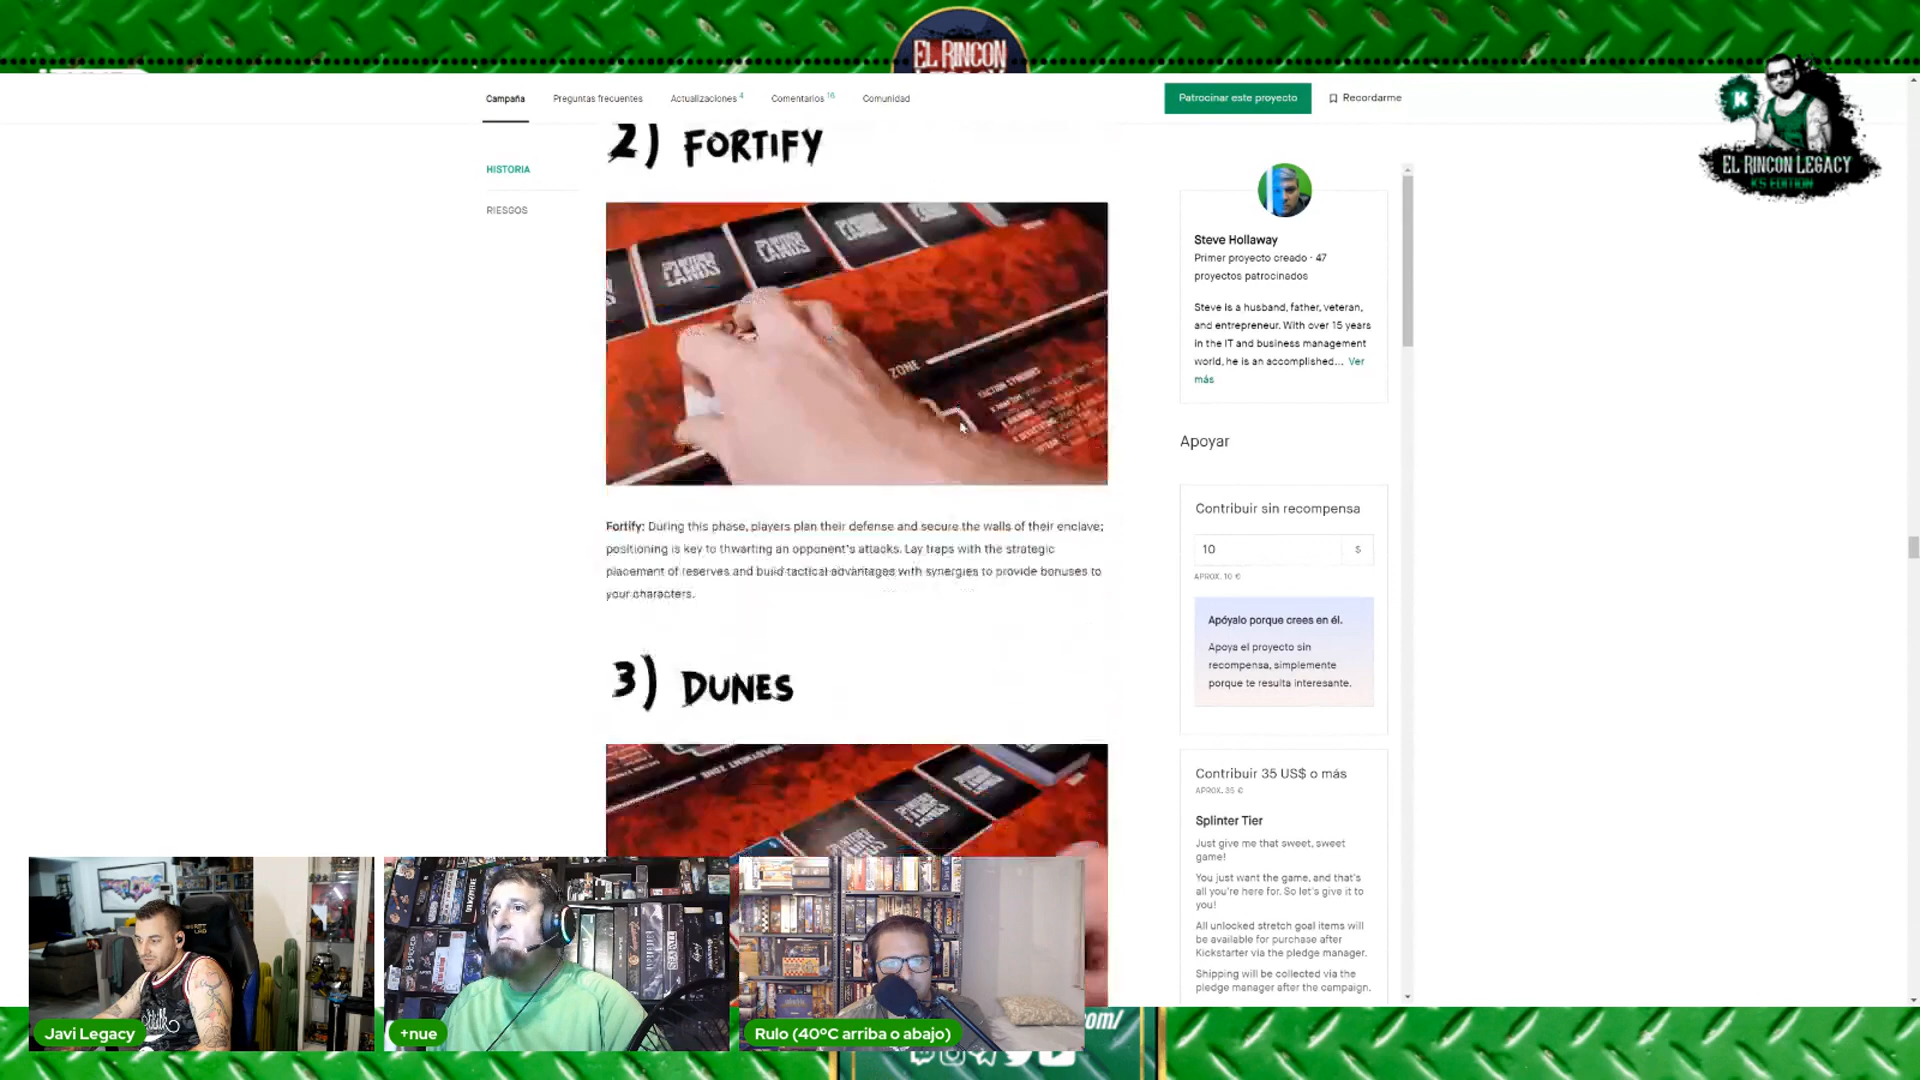 EL RINCON
Campaña
Preguntas frecuentes
Actualizaciones 4
Comentarios 16
Comunidad
Patrocinar este proyecto
Recordarme
K
EL RINCON LEGACY
KS EDITION
HISTORIA
RIESGOS
2) FORTIFY
LANDS
LANDS
LANDS
ZONE
Steve Hollaway
Primer proyecto creado · 47
proyectos patrocinados
Steve is a husband, father, veteran,
and entrepreneur. With over 15 years
in the IT and business management
world, he is an accomplished... Ver
más
Apoyar
Contribuir sin recompensa
10
$
APROX. 10 €
Apóyalo porque crees en él.
Apoya el proyecto sin
recompensa, simplemente
porque te resulta interesante.
Fortify: During this phase, players plan their defense and secure the walls of their enclave;
positioning is key to thwarting an opponent's attacks. Lay traps with the strategic
placement of reserves and build tactical advantages with synergies to provide bonuses to
your characters.
3) DUNES
Contribuir 35 US$ o más
APROX. 35 €
Splinter Tier
Just give me that sweet, sweet
game!
You just want the game, and that's
all you're here for. So let's give it to
you!
All unlocked stretch goal items will
be available for purchase after
Kickstarter via the pledge manager.
Shipping will be collected via the
pledge manager after the campaign.
Javi Legacy
+nue
Rulo (40ºC arriba o abajo)
com/